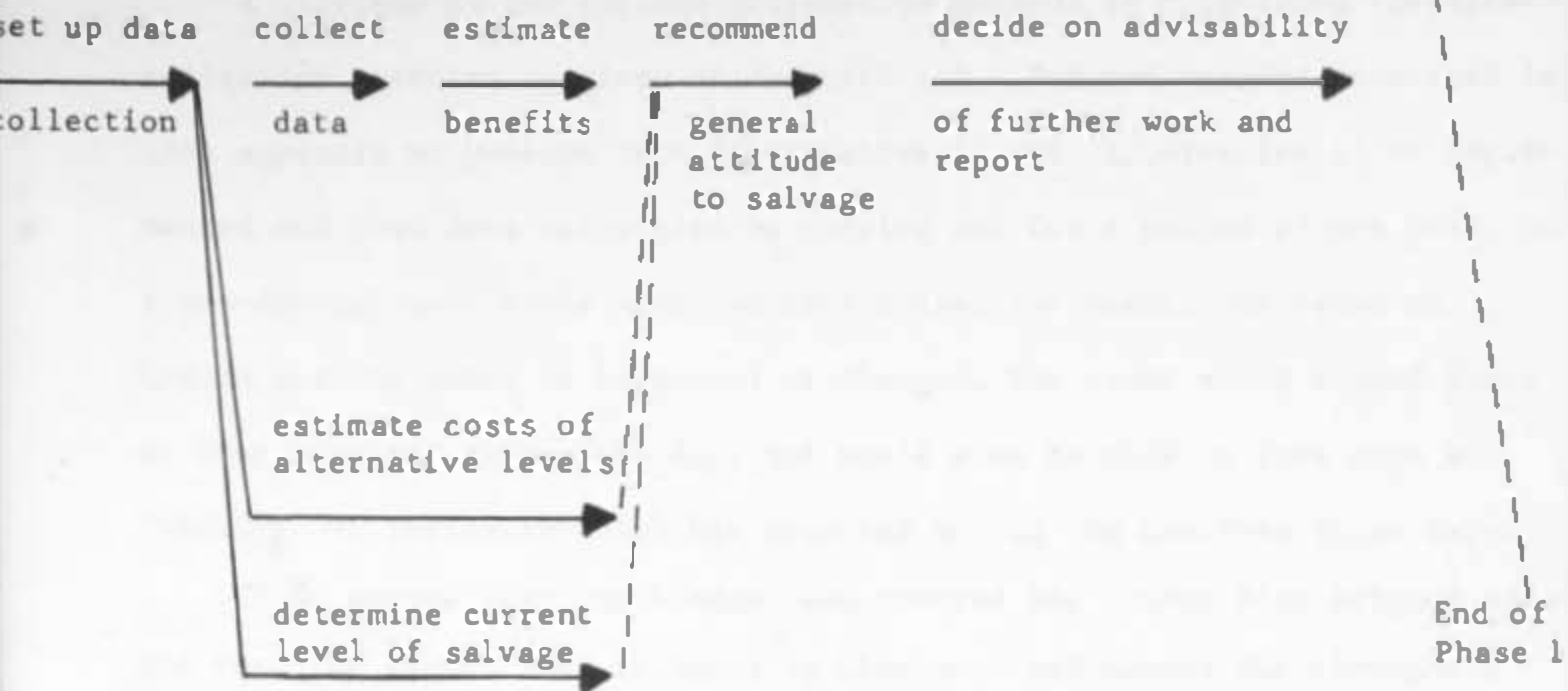 set up data
collection
collect
data
estimate
benefits
recommend
general
attitude
to salvage
decide on advisability
of further work and
report
estimate costs of
alternative levels
determine current
level of salvage
End of
Phase 1